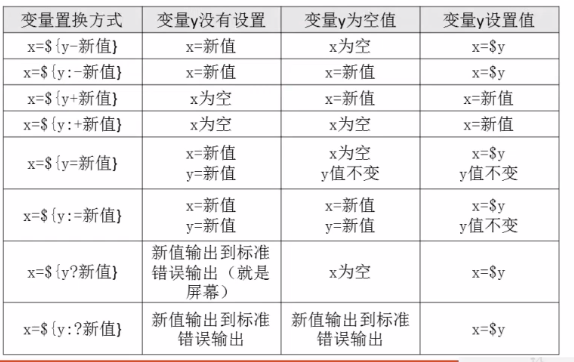 变量置换方式 变量y没有设置 变量y为空值 变量y设置值
x=${y-新值} x=新值 x为空 x=$y
x=${y:-新值} x=新值 x=新值 x=$y
x=${y+新值} x为空 x=新值 x=新值
x=${y:+新值} x为空 x为空 x=新值
x=${y=新值} x=新值 x为空 x=$y
y=新值 y值不变 y值不变
x=${y:=新值} x=新值 x=新值 x=$y
y=新值 y=新值 y值不变
x=${y?新值} 新值输出到标准 x为空 x=$y
错误输出（就是
屏幕）
x=${y:?新值} 新值输出到标准 新值输出到标准 x=$y
错误输出 错误输出